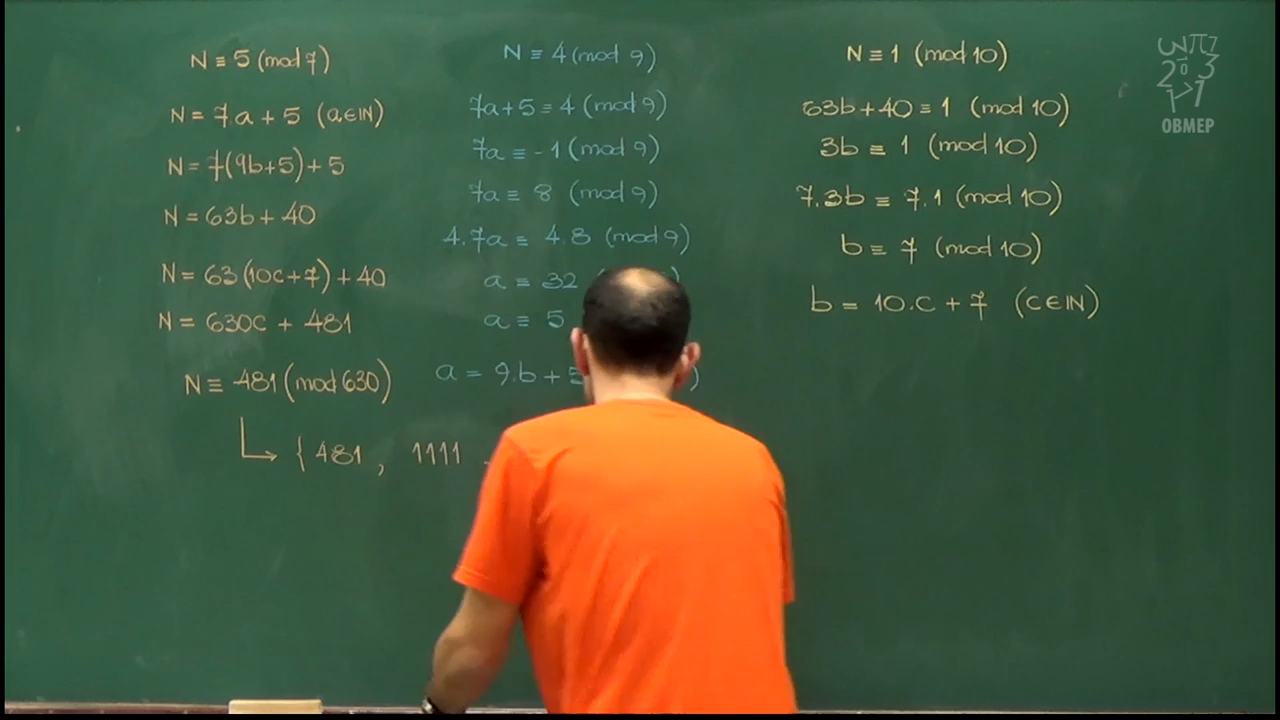 N ≡ 5 (mod 7)
N = 7a + 5 (a∈IN)
N = 7(9b+5) + 5
N = 63b + 40
N = 63(10c+7) + 40
N = 630c + 481
N ≡ 481 (mod 630)
{481 , 1111
N ≡ 4 (mod 9)
7a+5 ≡ 4 (mod 9)
7a ≡ -1 (mod 9)
7a ≡ 8 (mod 9)
4.7a ≡ 4.8 (mod 9)
a ≡ 32
a ≡ 5
a = 9.b + 5
N ≡ 1 (mod 10)
63b+40 ≡ 1 (mod 10)
3b ≡ 1 (mod 10)
7.3b ≡ 7.1 (mod 10)
b ≡ 7 (mod 10)
b = 10.c + 7 (c∈IN)
OBMEP